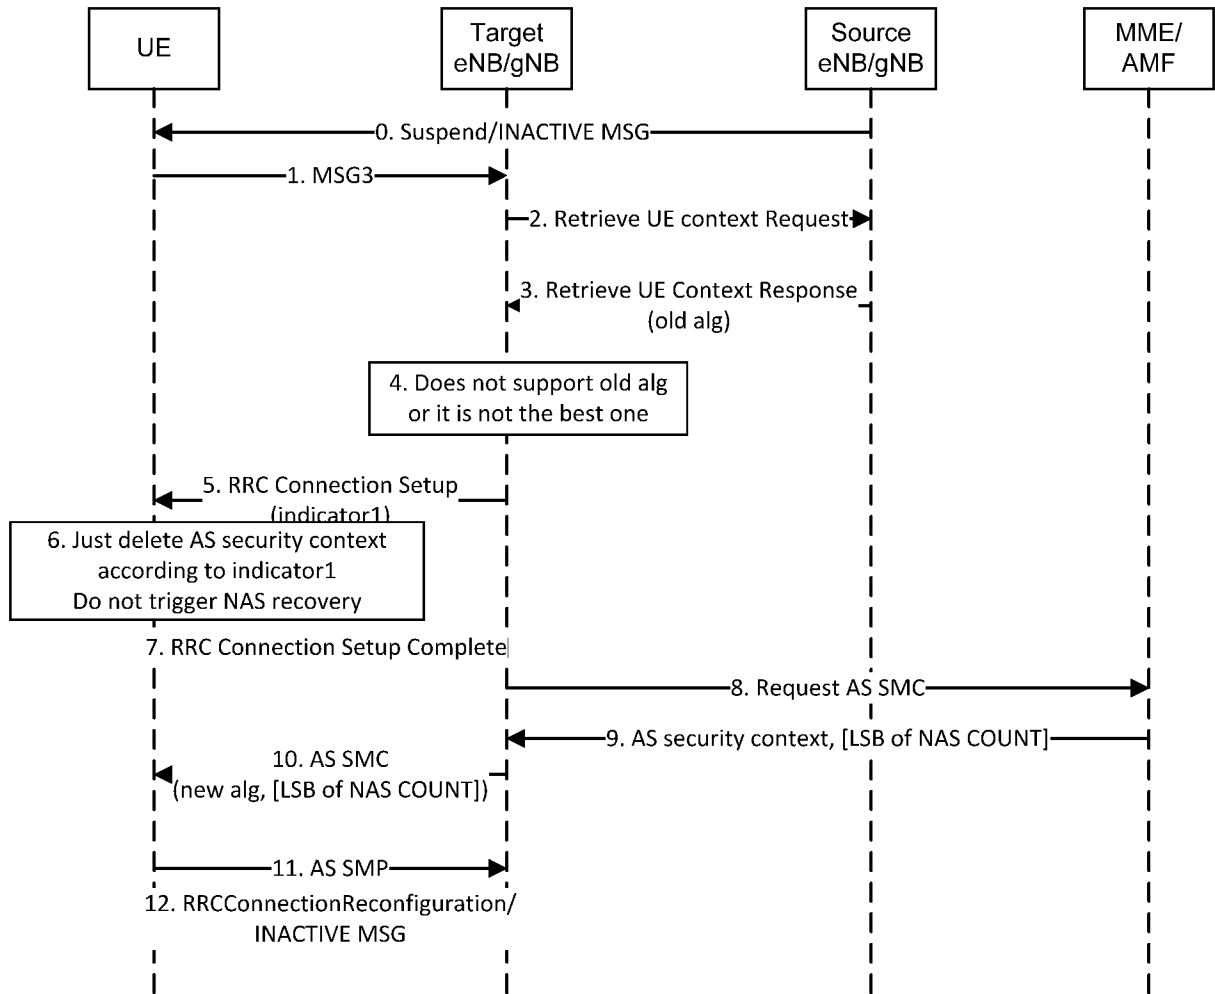 UE
Target
eNB/gNB
Source
eNB/gNB
MME/
AMF
0. Suspend/INACTIVE MSG
1. MSG3
2. Retrieve UE context Request
3. Retrieve UE Context Response
(old alg)
4. Does not support old alg
or it is not the best one
5. RRC Connection Setup
(indicator1)
6. Just delete AS security context
according to indicator1
Do not trigger NAS recovery
7. RRC Connection Setup Complete
8. Request AS SMC
9. AS security context, [LSB of NAS COUNT]
10. AS SMC
(new alg, [LSB of NAS COUNT])
11. AS SMP
12. RRCConnectionReconfiguration/
INACTIVE MSG